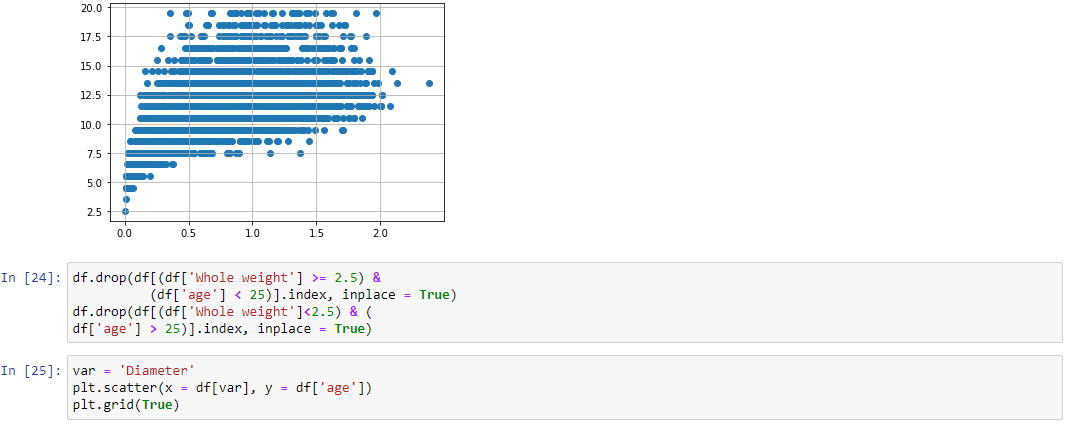 20.0
17.5
15.0
12.5
10.0
7.5
5.0
2.5
0.0 0.5 1.0 1.5 2.0
In [24]: df.drop(df[(df['Whole weight'] >= 2.5) &
(df['age'] < 25)].index, inplace = True)
df.drop(df[(df['Whole weight']<2.5) & (
df['age'] > 25)].index, inplace = True)
In [25]: var = 'Diameter'
plt.scatter(x = df[var], y = df['age'])
plt.grid(True)